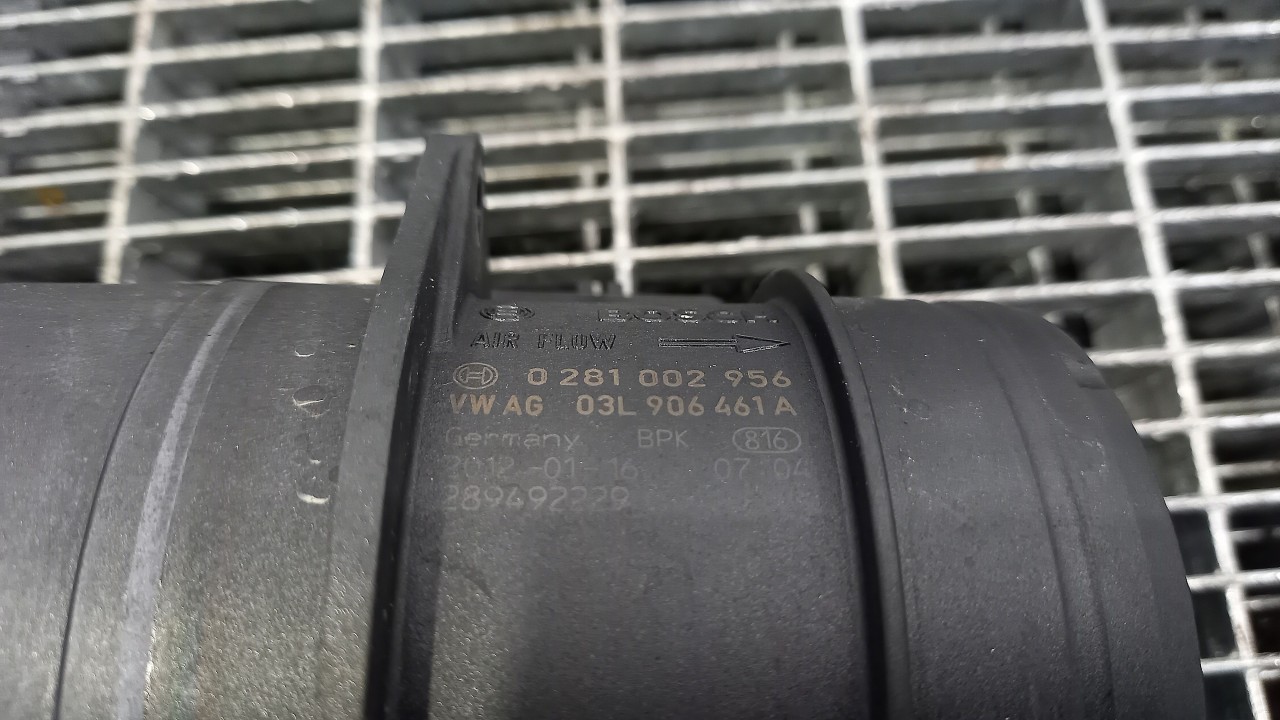 BOSCH
AIR FLOW
0 281 002 956
VW AG 03L 906 461 A
Germany BPK 816
2012-01-16 07:04
289492229